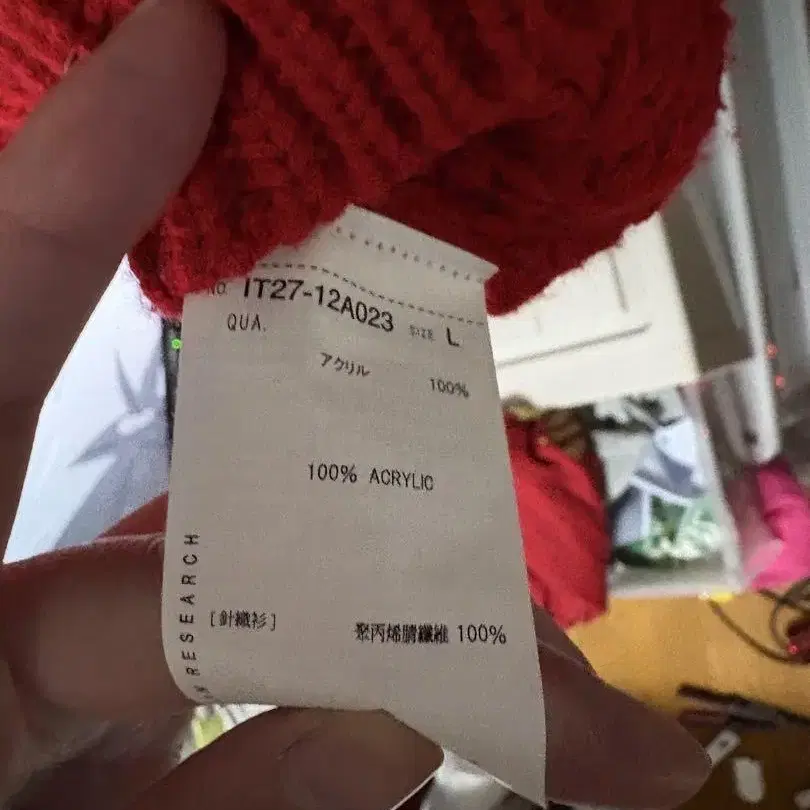 No. IT27-12A023 SIZE L
QUA.
アクリル 100%
100% ACRYLIC
[針織衫] 聚丙烯腈纖維 100%
RESEARCH